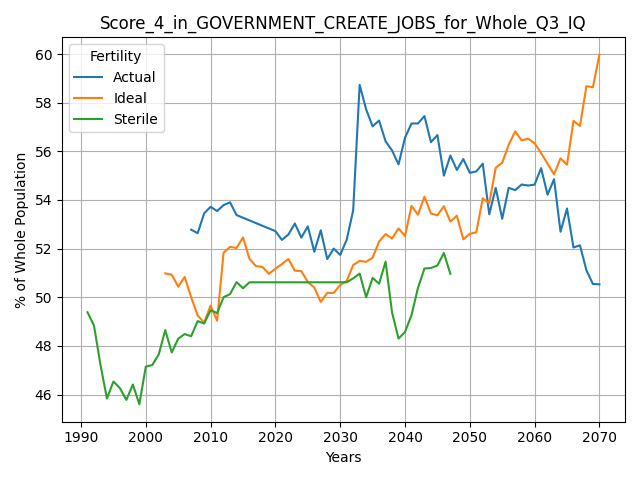 Score_4_in_GOVERNMENT_CREATE_JOBS_for_Whole_Q3_IQ
Fertility
Actual
Ideal
Sterile
% of Whole Population
60
58
56
54
52
50
48
46
1990 2000 2010 2020 2030 2040 2050 2060 2070
Years